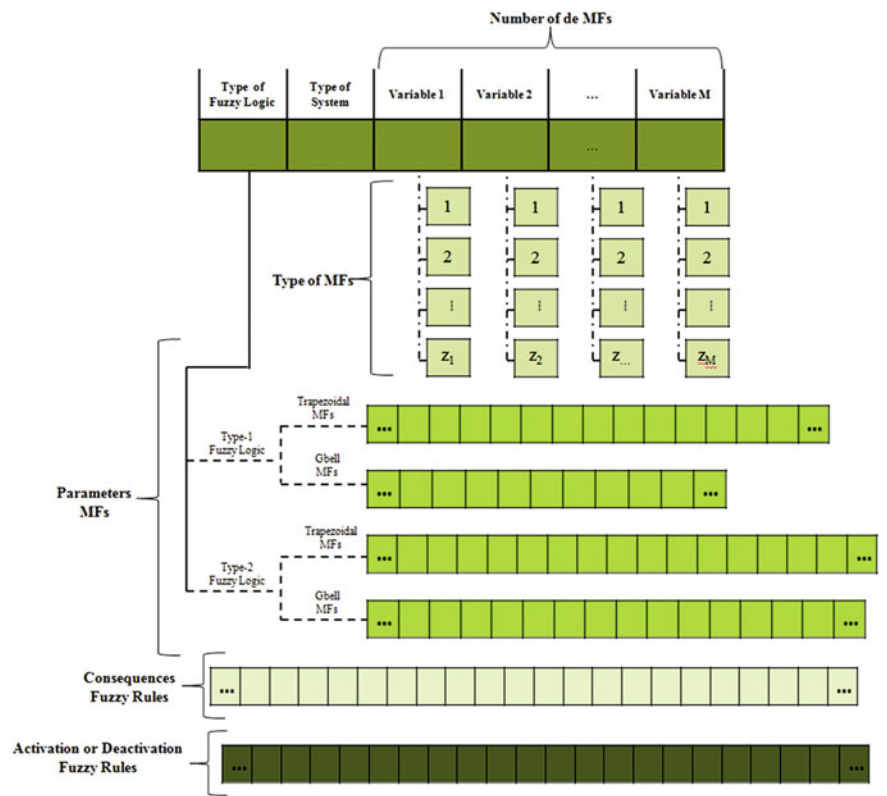 Number of de MFs
Type of
Fuzzy Logic
Type of
System
Variable 1
Variable 2
...
Variable M
...
1
1
1
1
2
2
2
2
Type of MFs
...
...
...
...
z1
z2
z...
zM
Parameters
MFs
Type-1
Fuzzy Logic
Trapezoidal
MFs
...
...
Gbell
MFs
...
...
Type-2
Fuzzy Logic
Trapezoidal
MFs
...
...
Gbell
MFs
...
...
Consequences
Fuzzy Rules
...
...
Activation or Deactivation
Fuzzy Rules
...
...